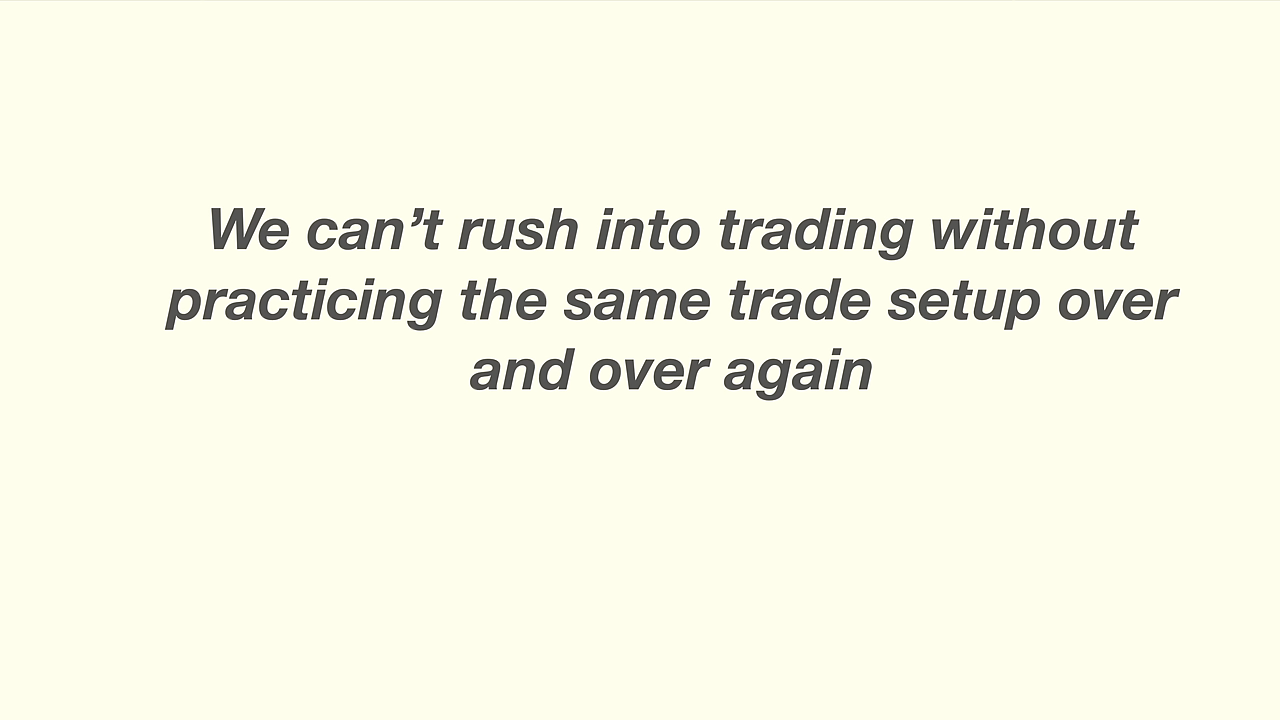 We can’t rush into trading without
practicing the same trade setup over
and over again